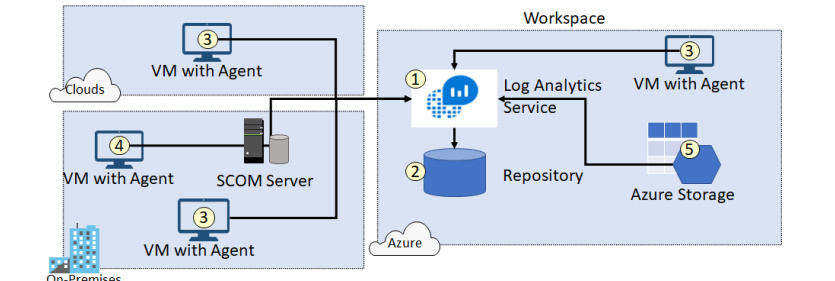 Workspace
3
VM with Agent
Clouds
1
Log Analytics
Service
3
VM with Agent
4
VM with Agent
SCOM Server
2
Repository
5
Azure Storage
3
VM with Agent
Azure
On-Premises